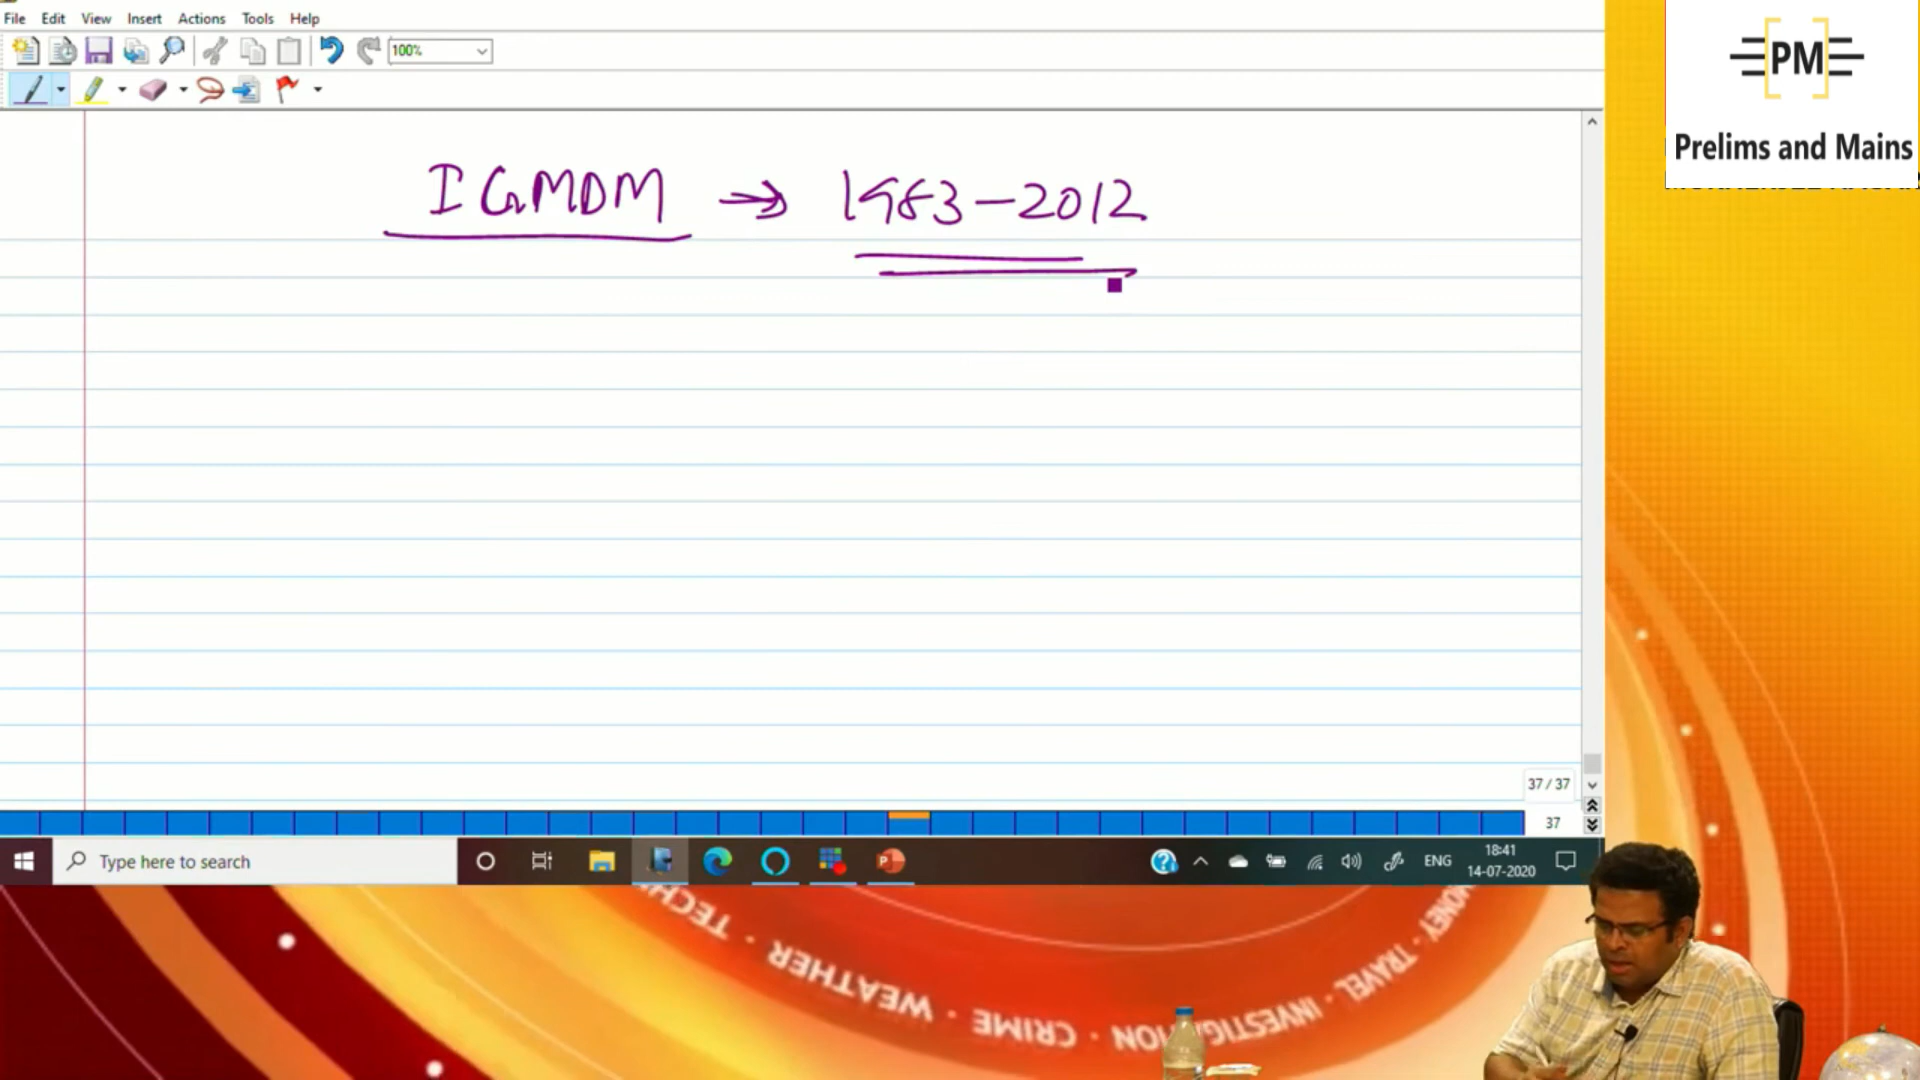 File Edit View Insert Actions Tools Help
100%
PM
Prelims and Mains
IGMDM → 1983-2012
37 / 37
37
Type here to search
ENG
18:41
14-07-2020
TECH · WEATHER · CRIME · INVESTIGATION · TRAVEL · MONEY